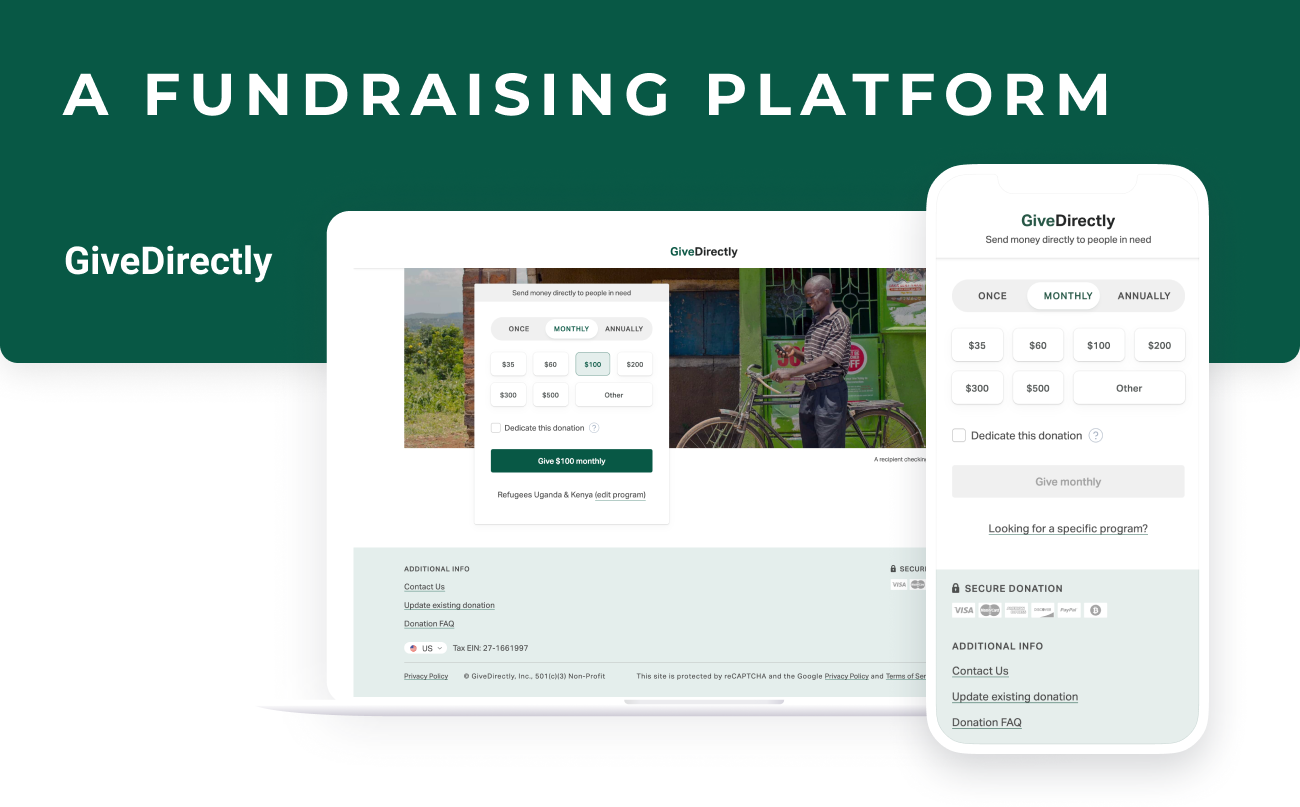 A FUNDRAISING PLATFORM
GiveDirectly
GiveDirectly
Send money directly to people in need
ONCE MONTHLY ANNUALLY
$35 $60 $100 $200
$300 $500 Other
Dedicate this donation ?
Give $100 monthly
Refugees Uganda & Kenya (edit program)
A recipient checking
ADDITIONAL INFO
Contact Us
Update existing donation
Donation FAQ
US Tax EIN: 27-1661997
Privacy Policy © GiveDirectly, Inc., 501(c)(3) Non-Profit This site is protected by reCAPTCHA and the Google Privacy Policy and Terms of Ser
SECUR
VISA
GiveDirectly
Send money directly to people in need
ONCE MONTHLY ANNUALLY
$35 $60 $100 $200
$300 $500 Other
Dedicate this donation ?
Give monthly
Looking for a specific program?
SECURE DONATION
VISA MasterCard DISCOVER PayPal
ADDITIONAL INFO
Contact Us
Update existing donation
Donation FAQ